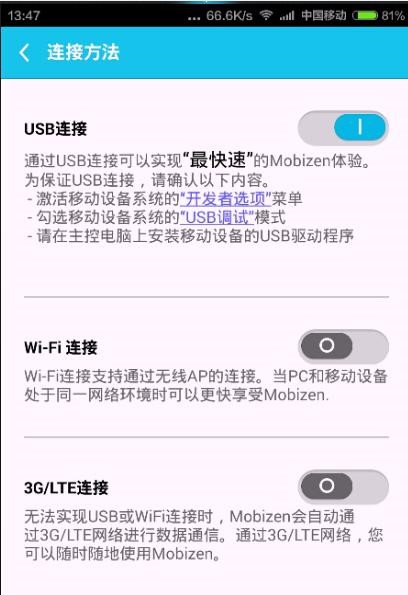 13:47 ... 66.6K/s 中国移动 81%
连接方法
USB连接
通过USB连接可以实现“最快速”的Mobizen体验。
为保证USB连接，请确认以下内容。
- 激活移动设备系统的“开发者选项”菜单
- 勾选移动设备系统的“USB调试”模式
- 请在主控电脑上安装移动设备的USB驱动程序
Wi-Fi 连接
Wi-Fi连接支持通过无线AP的连接。当PC和移动设备
处于同一网络环境时可以更快享受Mobizen.
3G/LTE连接
无法实现USB或WiFi连接时，Mobizen会自动通
过3G/LTE网络进行数据通信。通过3G/LTE网络，您
可以随时随地使用Mobizen。